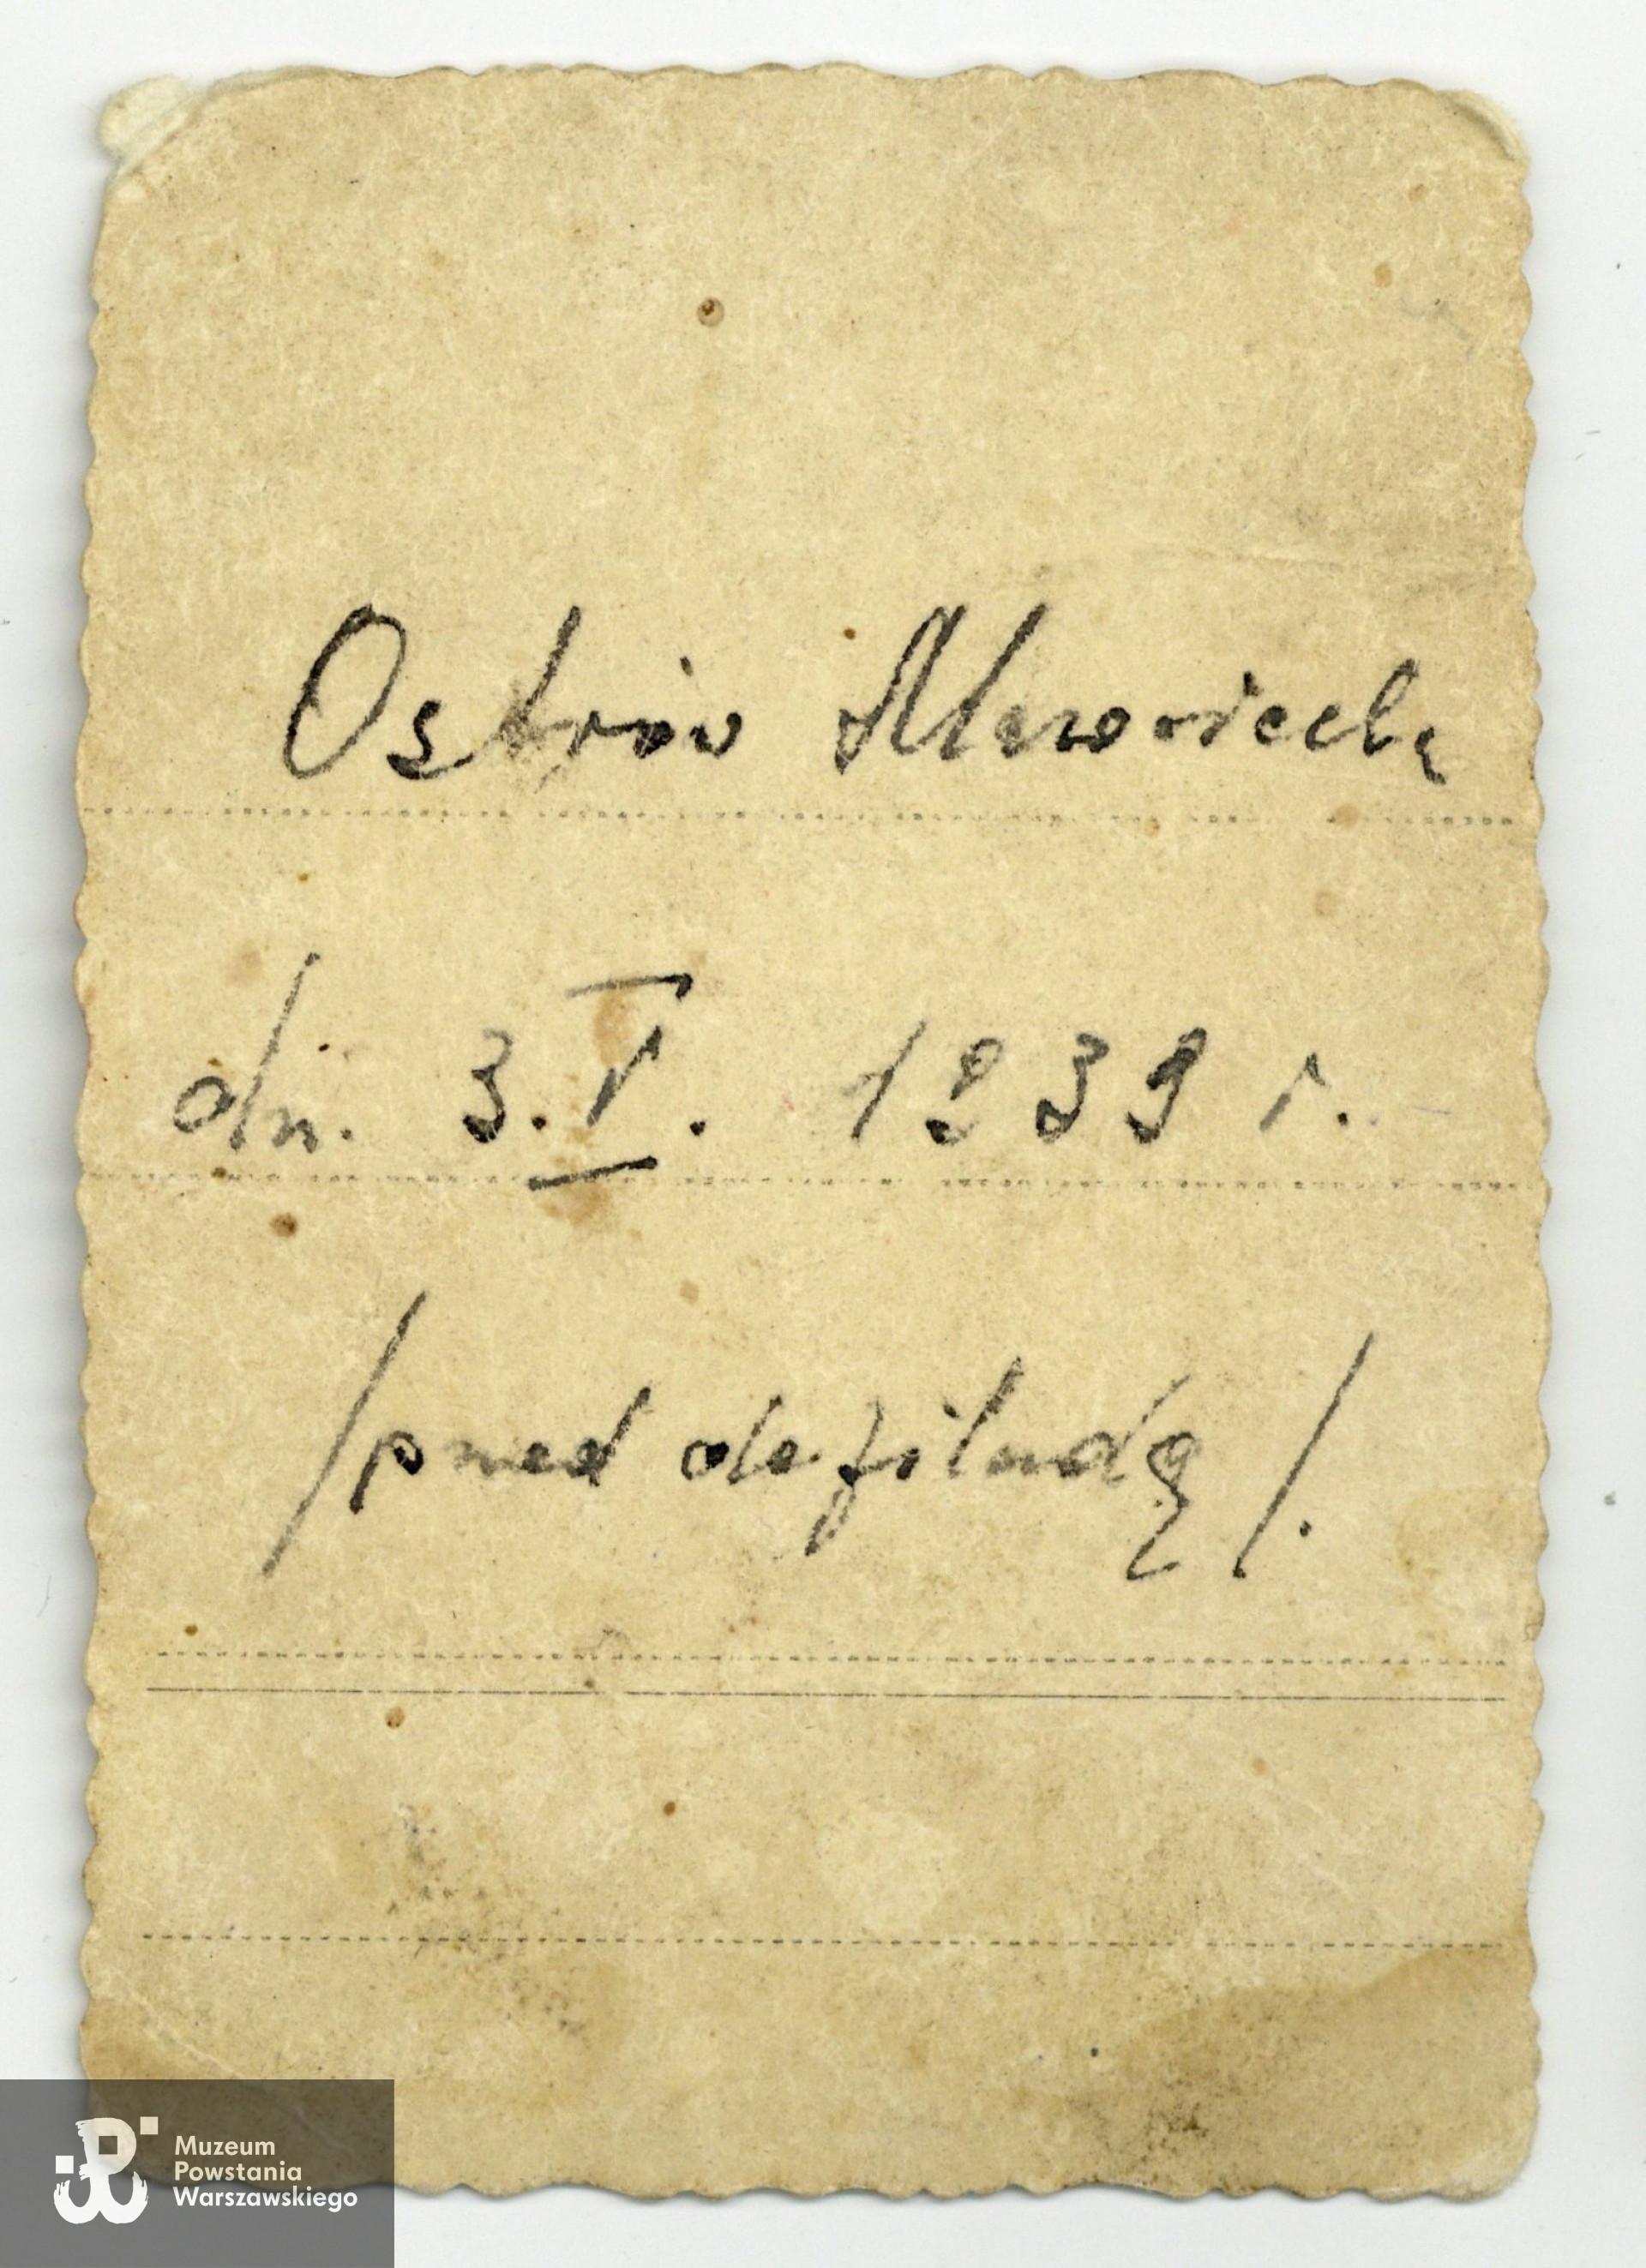 Ostrów Mazowiecka
dn. 3.V. 1939 r.
/przed defiladą/.
Muzeum
Powstania
Warszawskiego